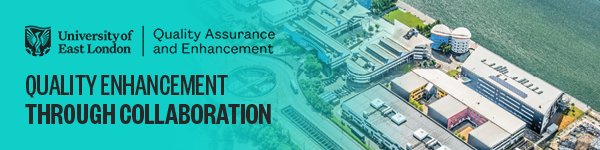 University of
East London
Quality Assurance
and Enhancement
QUALITY ENHANCEMENT
THROUGH COLLABORATION